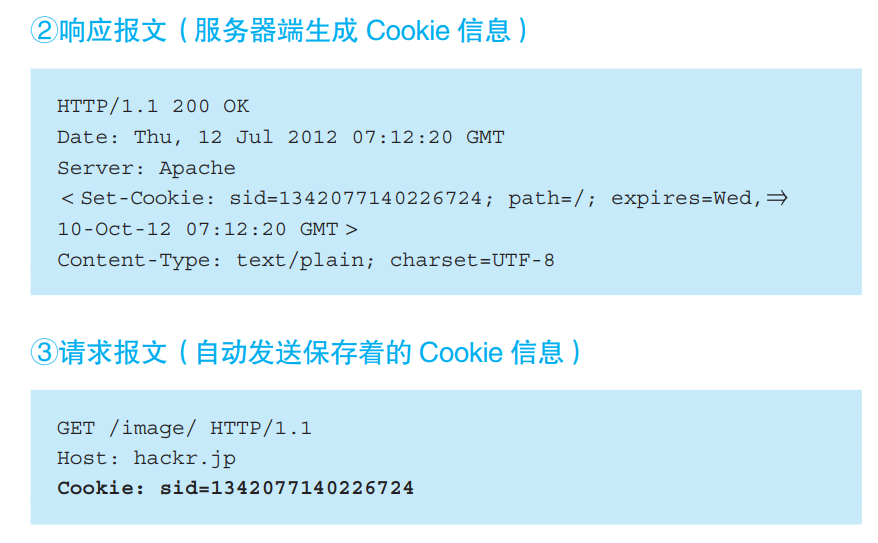 ②响应报文（服务器端生成 Cookie 信息）
HTTP/1.1 200 OK
Date: Thu, 12 Jul 2012 07:12:20 GMT
Server: Apache
＜Set-Cookie: sid=1342077140226724; path=/; expires=Wed,⇒
10-Oct-12 07:12:20 GMT＞
Content-Type: text/plain; charset=UTF-8
③请求报文（自动发送保存着的 Cookie 信息）
GET /image/ HTTP/1.1
Host: hackr.jp
Cookie: sid=1342077140226724